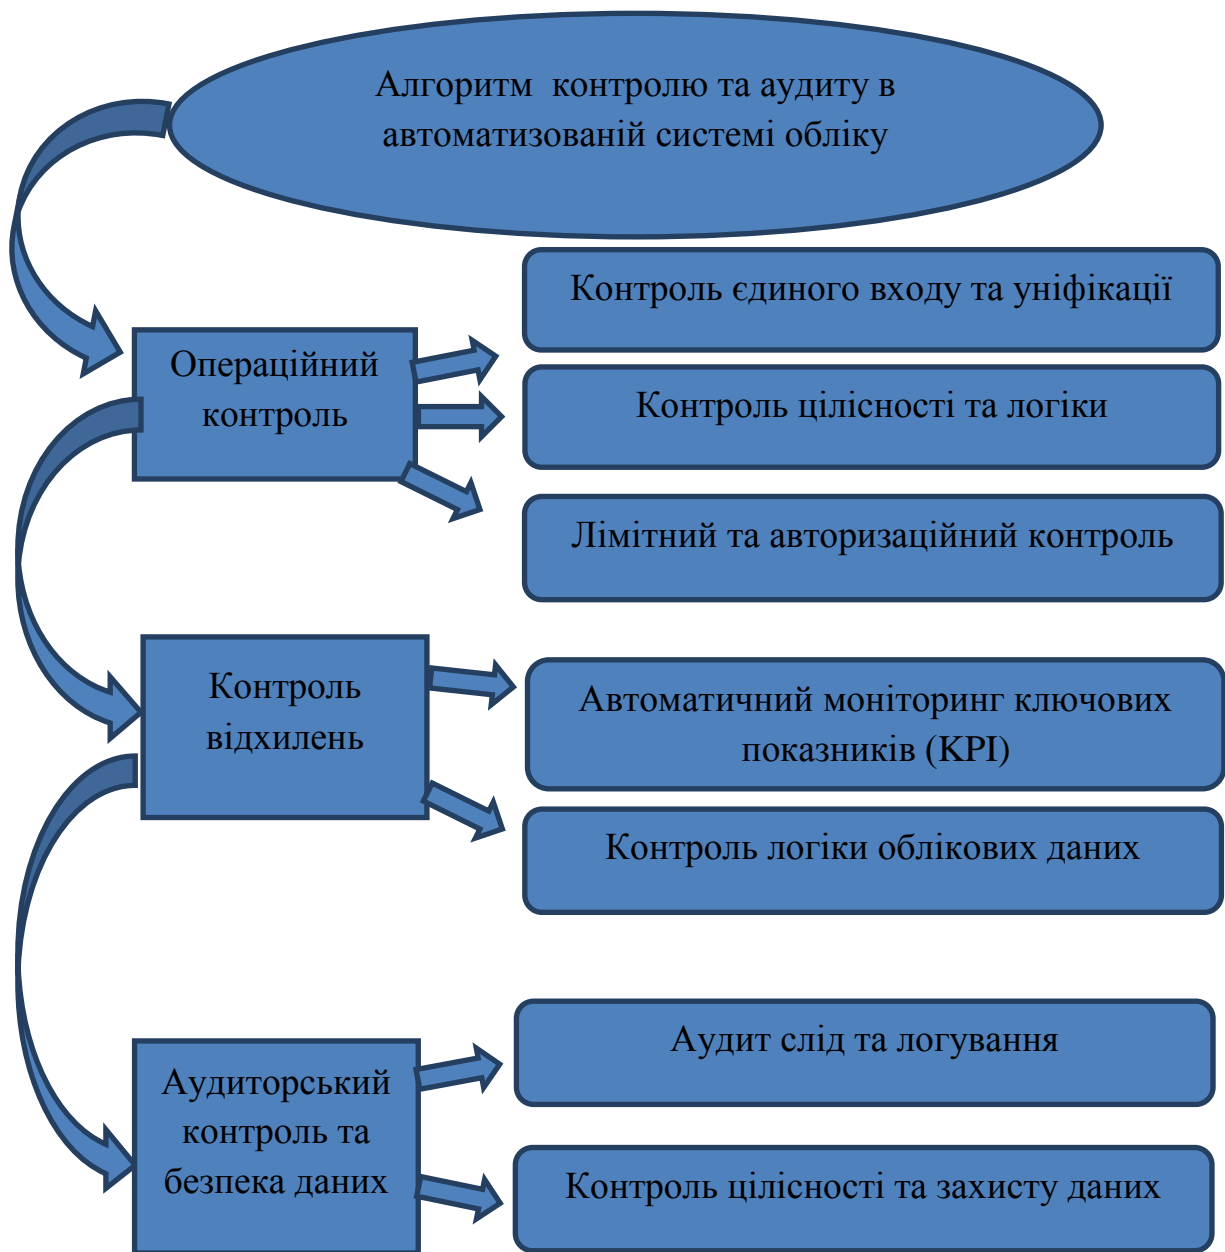 Алгоритм контролю та аудиту в
автоматизованій системі обліку
Контроль єдиного входу та уніфікації
Операційний
контроль
Контроль цілісності та логіки
Лімітний та авторизаційний контроль
Контроль
відхилень
Автоматичний моніторинг ключових
показників (KPI)
Контроль логіки облікових даних
Аудиторський
контроль та
безпека даних
Аудит слід та логування
Контроль цілісності та захисту даних